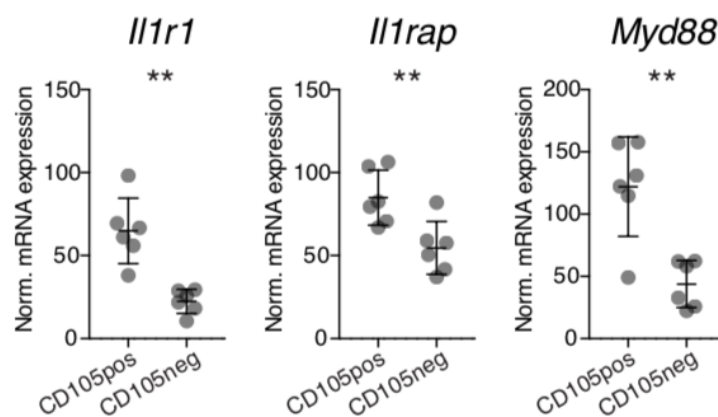 Il1r1
**
Norm. mRNA expression
150
100
50
0
CD105pos
CD105neg
Il1rap
**
Norm. mRNA expression
150
100
50
0
CD105pos
CD105neg
Myd88
**
Norm. mRNA expression
200
150
100
50
0
CD105pos
CD105neg